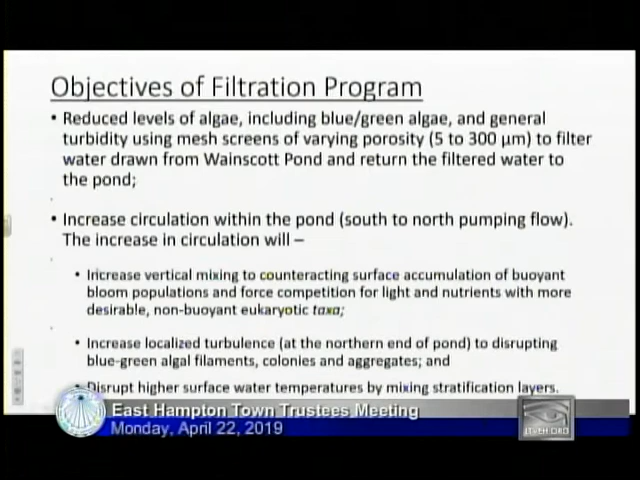 Objectives of Filtration Program
• Reduced levels of algae, including blue/green algae, and general
turbidity using mesh screens of varying porosity (5 to 300 μm) to filter
water drawn from Wainscott Pond and return the filtered water to
the pond;
• Increase circulation within the pond (south to north pumping flow).
The increase in circulation will –
• Increase vertical mixing to counteracting surface accumulation of buoyant
bloom populations and force competition for light and nutrients with more
desirable, non-buoyant eukaryotic taxa;
• Increase localized turbulence (at the northern end of pond) to disrupting
blue-green algal filaments, colonies and aggregates; and
• Disrupt higher surface water temperatures by mixing stratification layers.
East Hampton Town Trustees Meeting
Monday, April 22, 2019